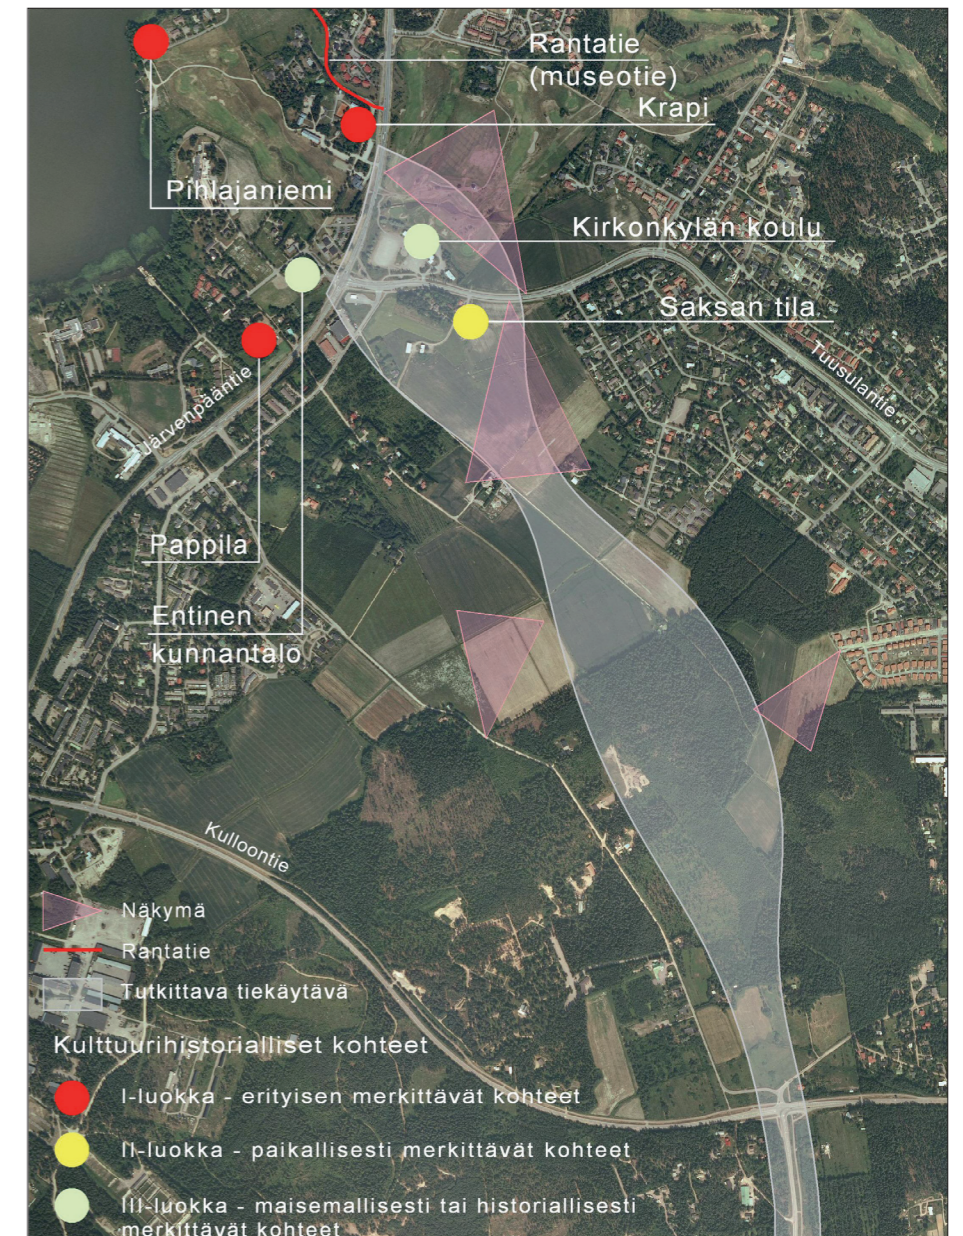 Rantatie
(museotie)
Krapi
Pihlajaniemi
Kirkonkylän koulu
Saksan tila
Tuusulantie
Järvenpääntie
Pappila
Entinen
kunnantalo
Kulloontie
Näkymä
Rantatie
Tutkittava tiekäytävä
Kulttuurihistorialliset kohteet
I-luokka - erityisen merkittävät kohteet
II-luokka - paikallisesti merkittävät kohteet
III-luokka - maisemallisesti tai historiallisesti
merkittävät kohteet